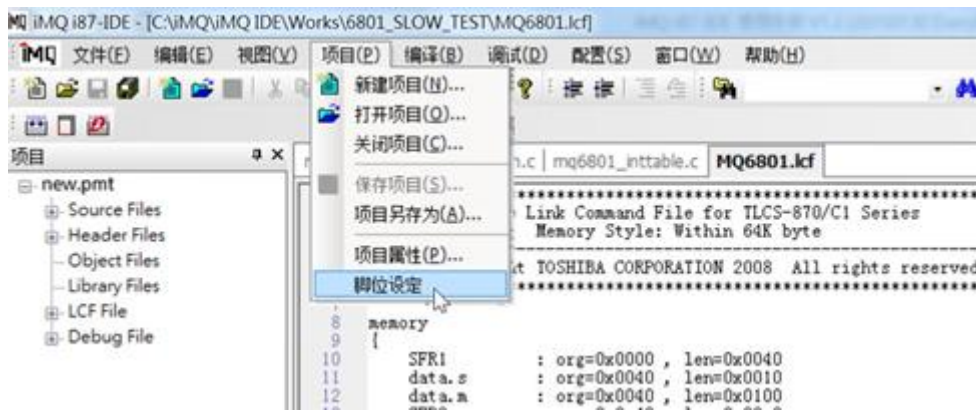 iMQ i87-IDE - [C:\iMQ\iMQ IDE\Works\6801_SLOW_TEST\MQ6801.lcf]
iMQ 文件(F) 编辑(E) 视图(V) 项目(P) 编译(B) 调试(D) 配置(S) 窗口(W) 帮助(H)
新建项目(N)...
打开项目(O)...
关闭项目(C)...
保存项目(S)...
项目另存为(A)...
项目属性(P)...
脚位设定
项目
new.pmt
Source Files
Header Files
Object Files
Library Files
LCF File
Debug File
n.c mq6801_inttable.c MQ6801.lcf
************************************
Link Command File for TLCS-870/C1 Series
Memory Style: Within 64K byte
TOSHIBA CORPORATION 2008 All rights reserved
************************************
8 memory
9 {
10 SFR1 : org=0x0000 , len=0x0040
11 data.s : org=0x0040 , len=0x0010
12 data.m : org=0x0040 , len=0x0100